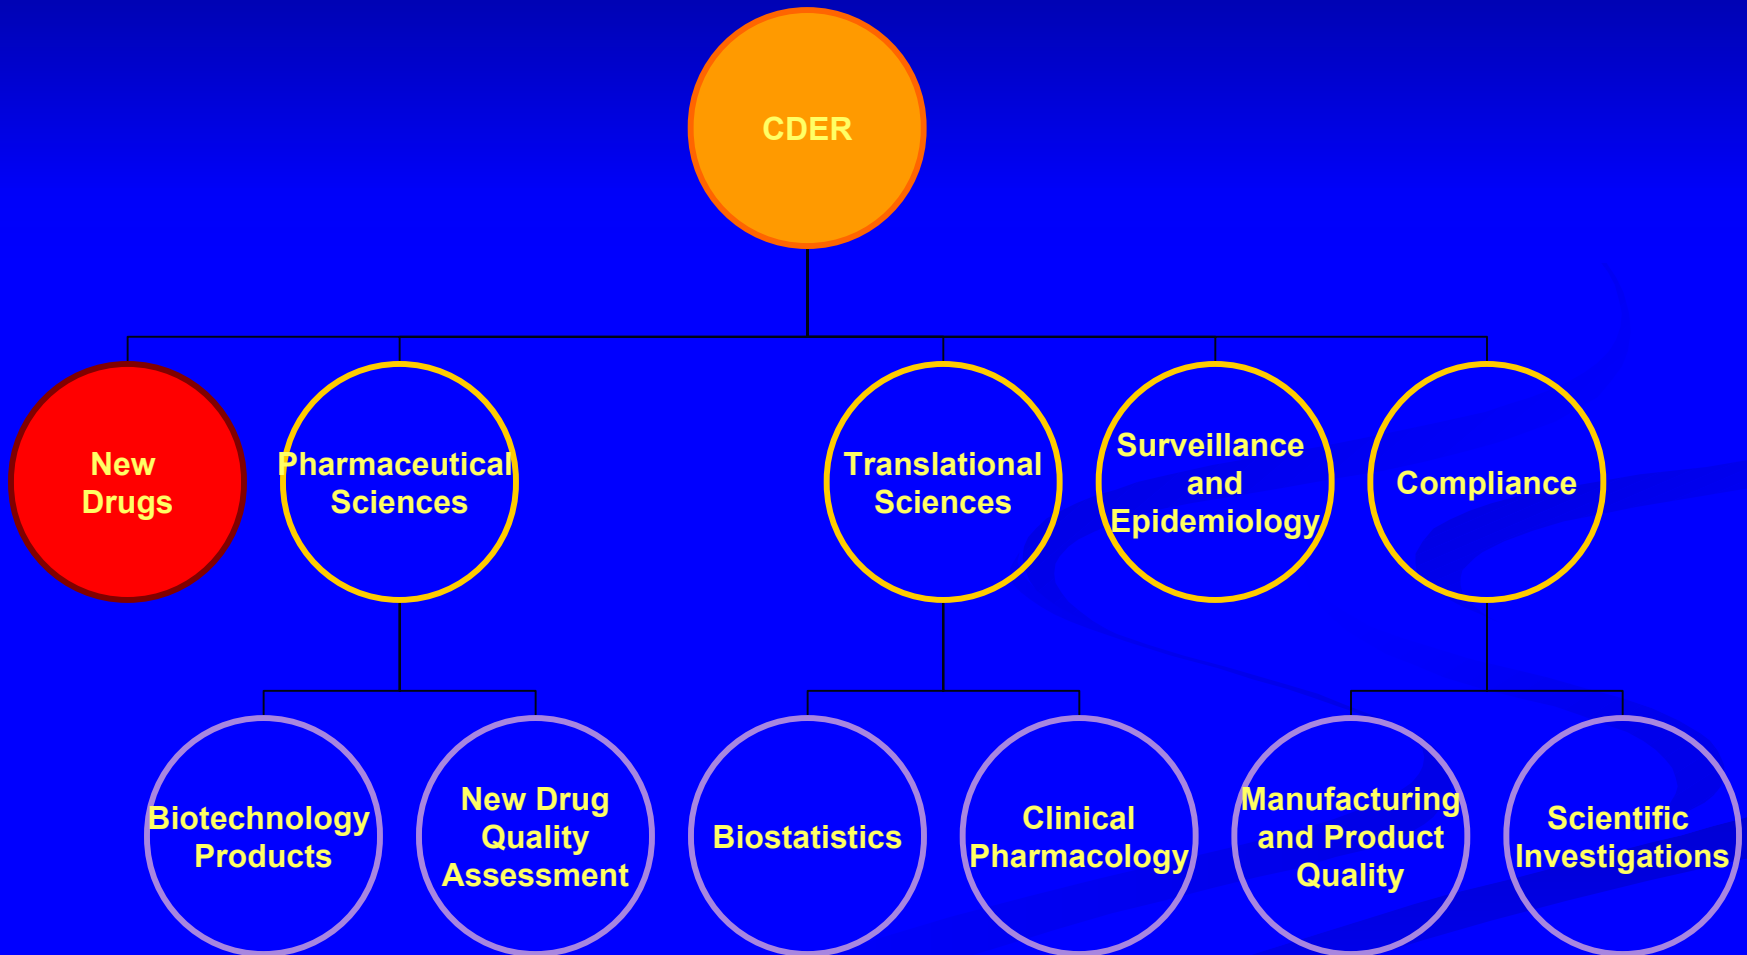 CDER
New
Drugs
Pharmaceutical
Sciences
Translational
Sciences
Surveillance
and
Epidemiology
Compliance
Biotechnology
Products
New Drug
Quality
Assessment
Biostatistics
Clinical
Pharmacology
Manufacturing
and Product
Quality
Scientific
Investigations